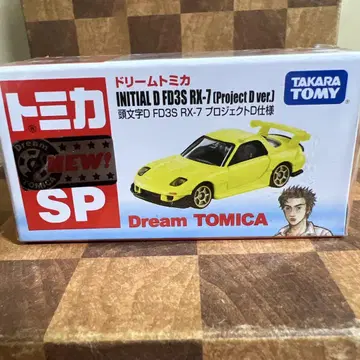 トミカ
ドリームトミカ
INITIAL D FD3S RX-7 (Project D ver.)
頭文字D FD3S RX-7 プロジェクトD仕様
TAKARA
TOMY
Dream
TOMICA
NEW!
SP
Dream TOMICA